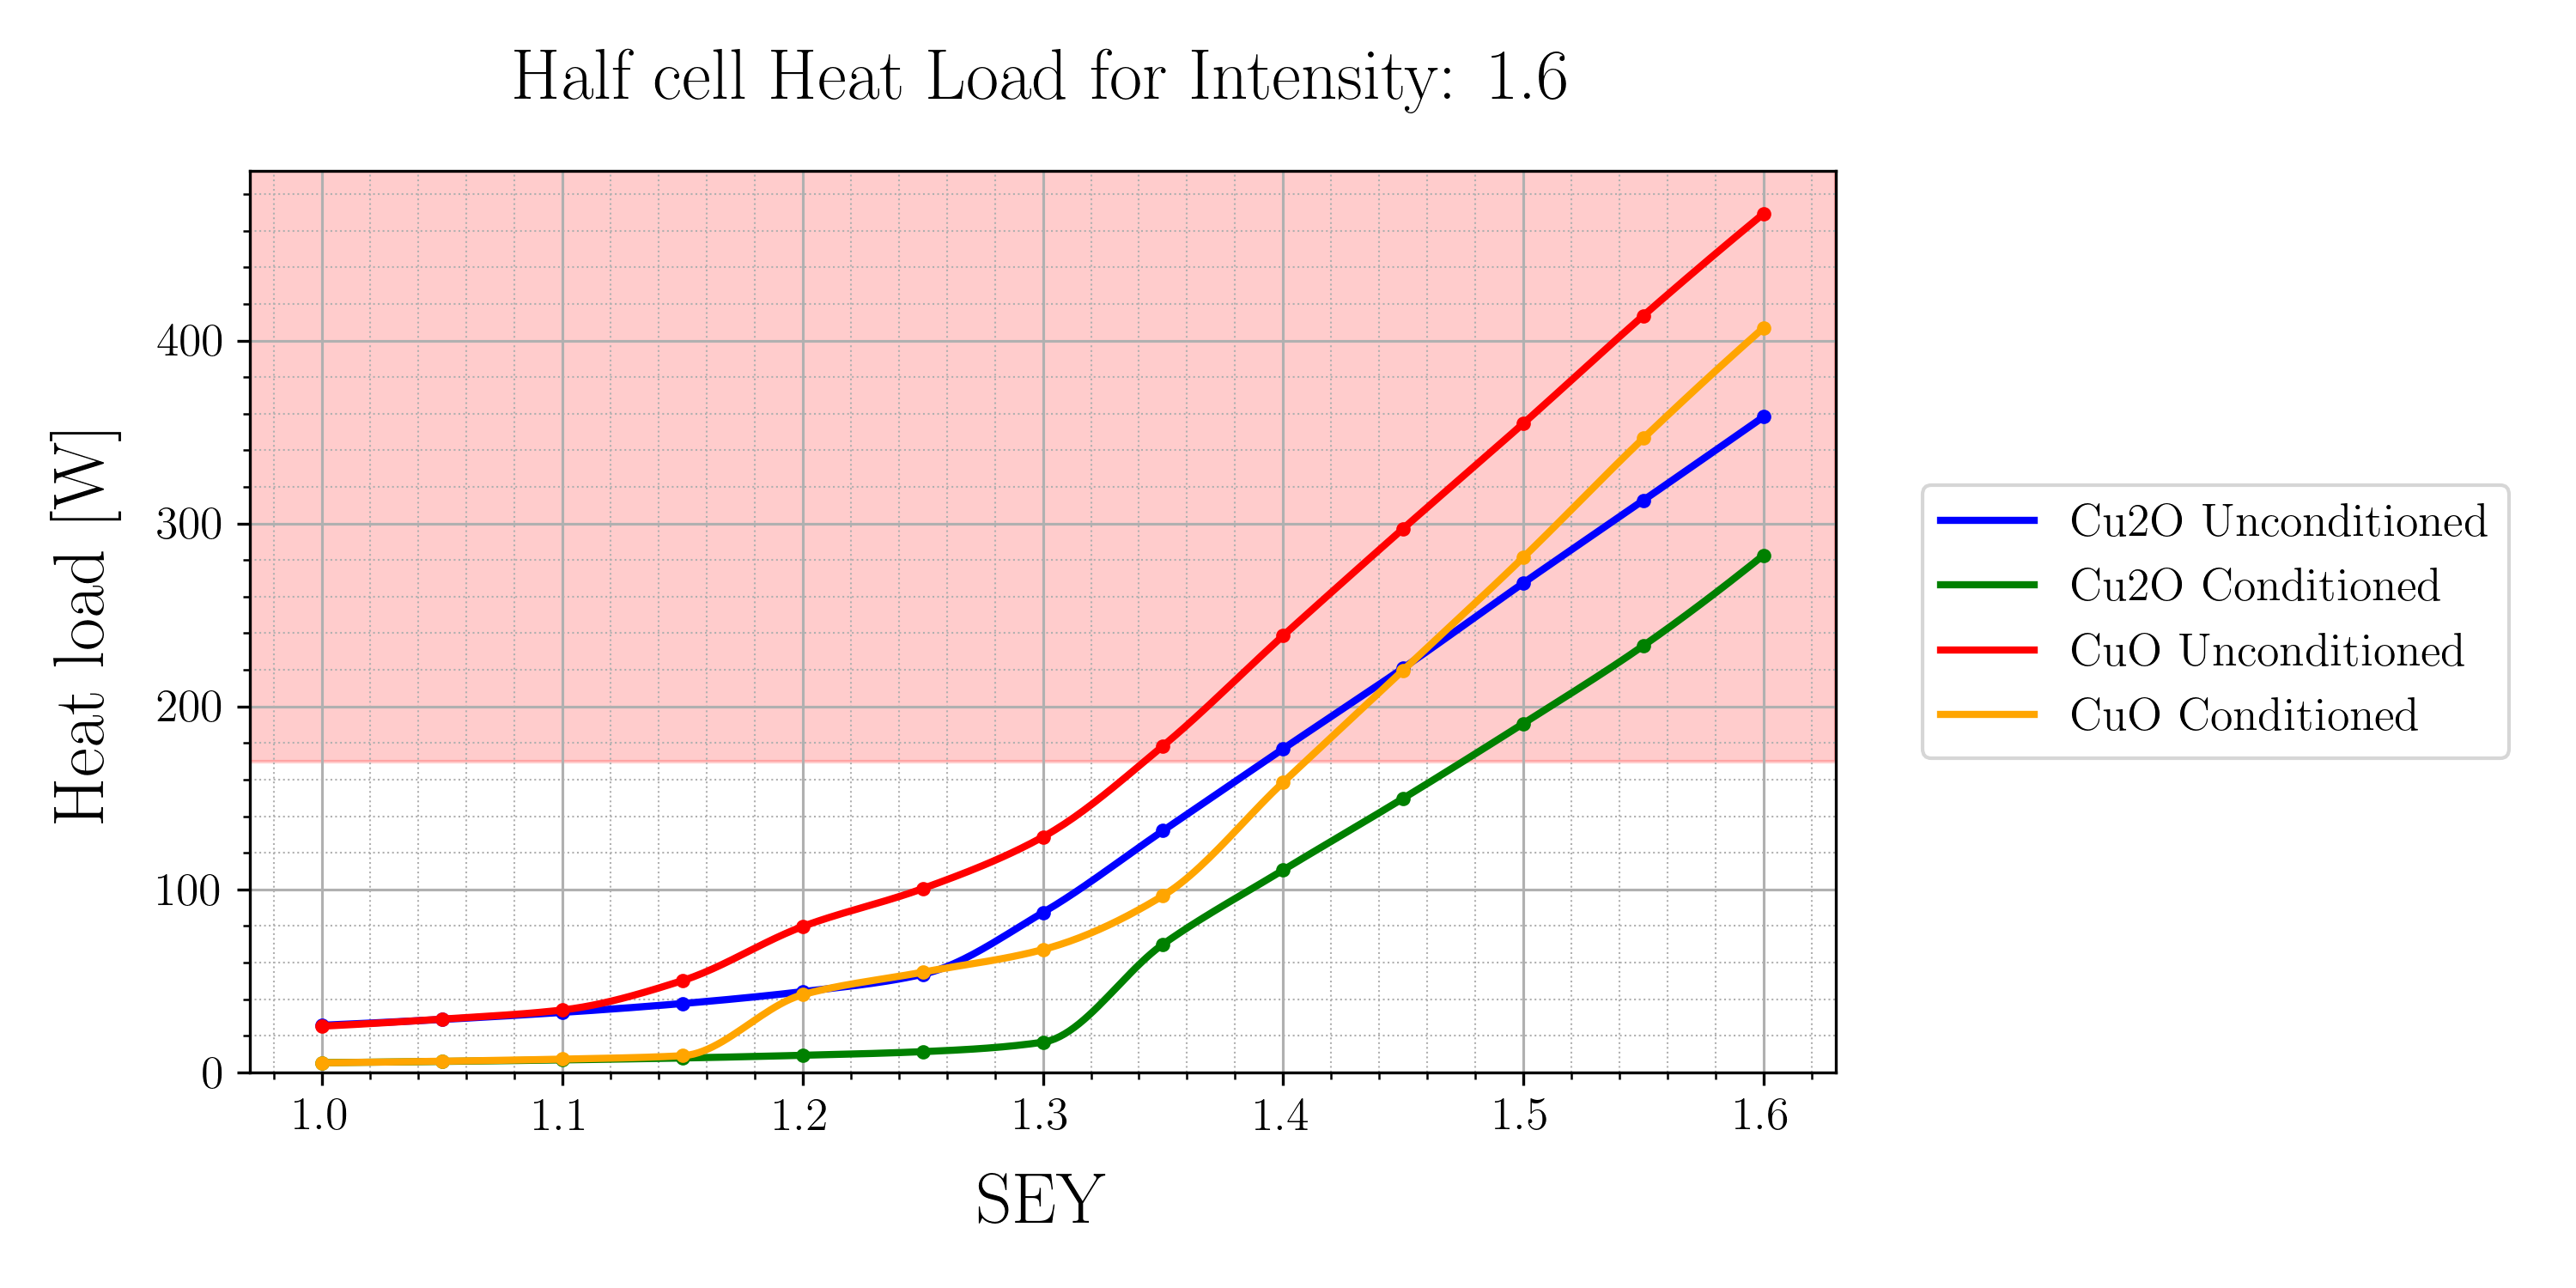 Half cell Heat Load for Intensity: 1.6
Heat load [W]
400
300
200
100
0
1.0 1.1 1.2 1.3 1.4 1.5 1.6
SEY
Cu2O Unconditioned
Cu2O Conditioned
CuO Unconditioned
CuO Conditioned